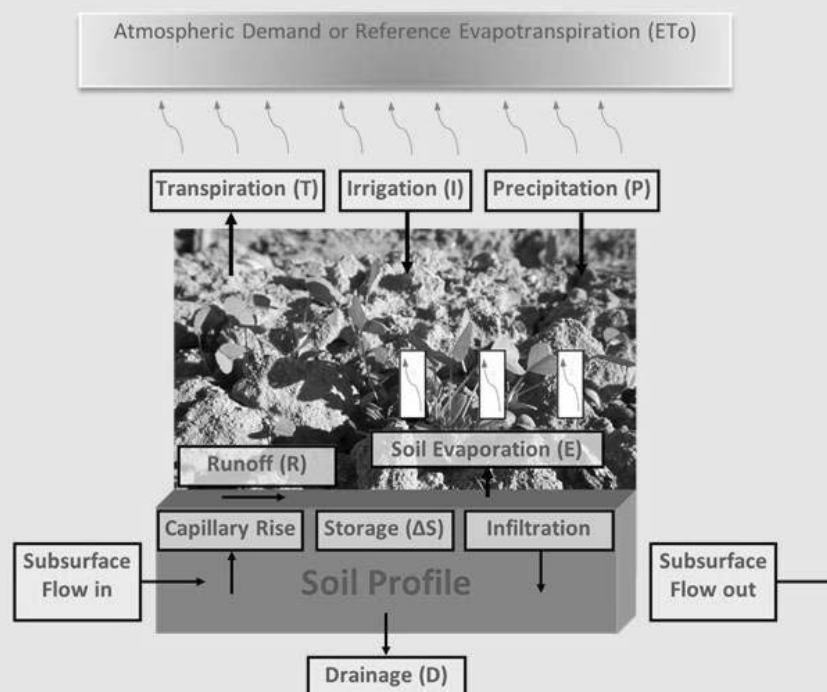 Atmospheric Demand or Reference Evapotranspiration (ETo)
Transpiration (T)
Irrigation (I)
Precipitation (P)
Soil Evaporation (E)
Runoff (R)
Capillary Rise
Storage (ΔS)
Infiltration
Subsurface
Flow in
Soil Profile
Subsurface
Flow out
Drainage (D)